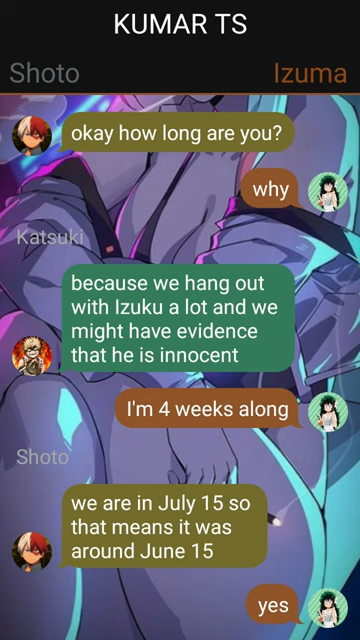 KUMAR TS
Shoto
Izuma
okay how long are you?
why
Katsuki
because we hang out
with Izuku a lot and we
might have evidence
that he is innocent
I'm 4 weeks along
Shoto
we are in July 15 so
that means it was
around June 15
yes